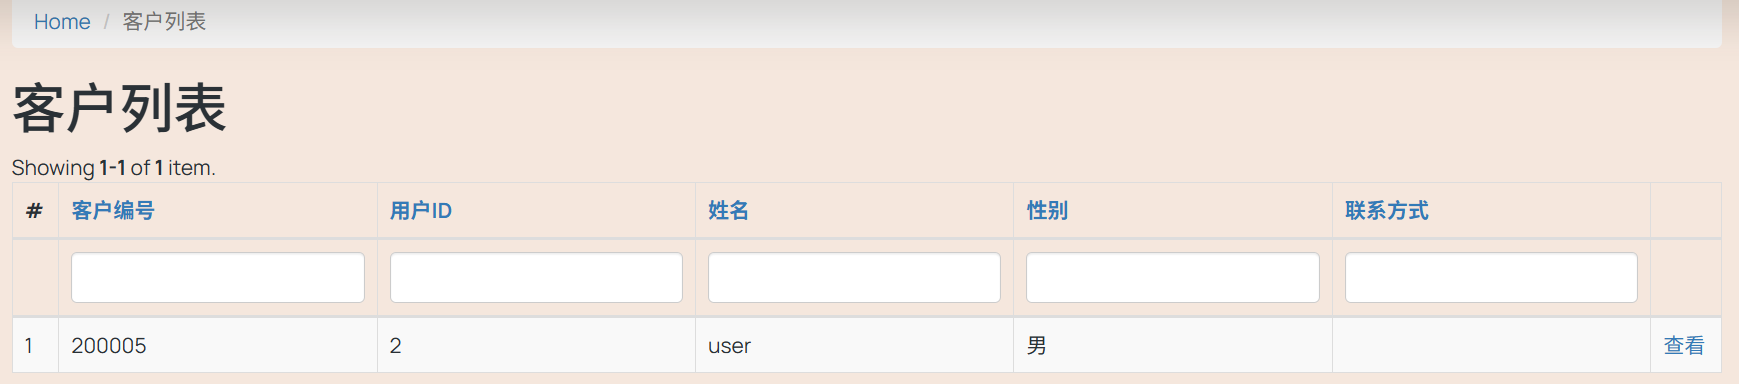 Home / 客户列表
客户列表
Showing 1-1 of 1 item.
# 客户编号 用户ID 姓名 性别 联系方式
1 200005 2 user 男 查看